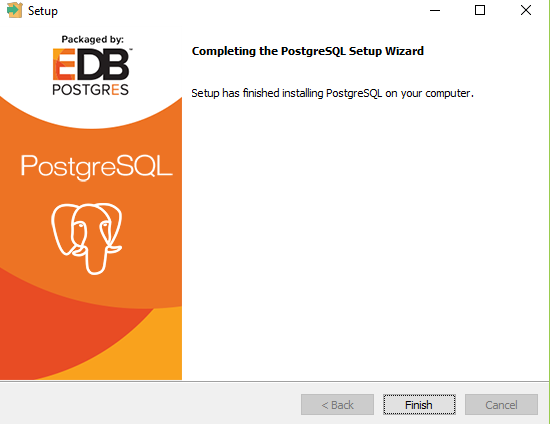 Setup
Packaged by:
EDB™
POSTGRES
PostgreSQL
Completing the PostgreSQL Setup Wizard
Setup has finished installing PostgreSQL on your computer.
< Back
Finish
Cancel